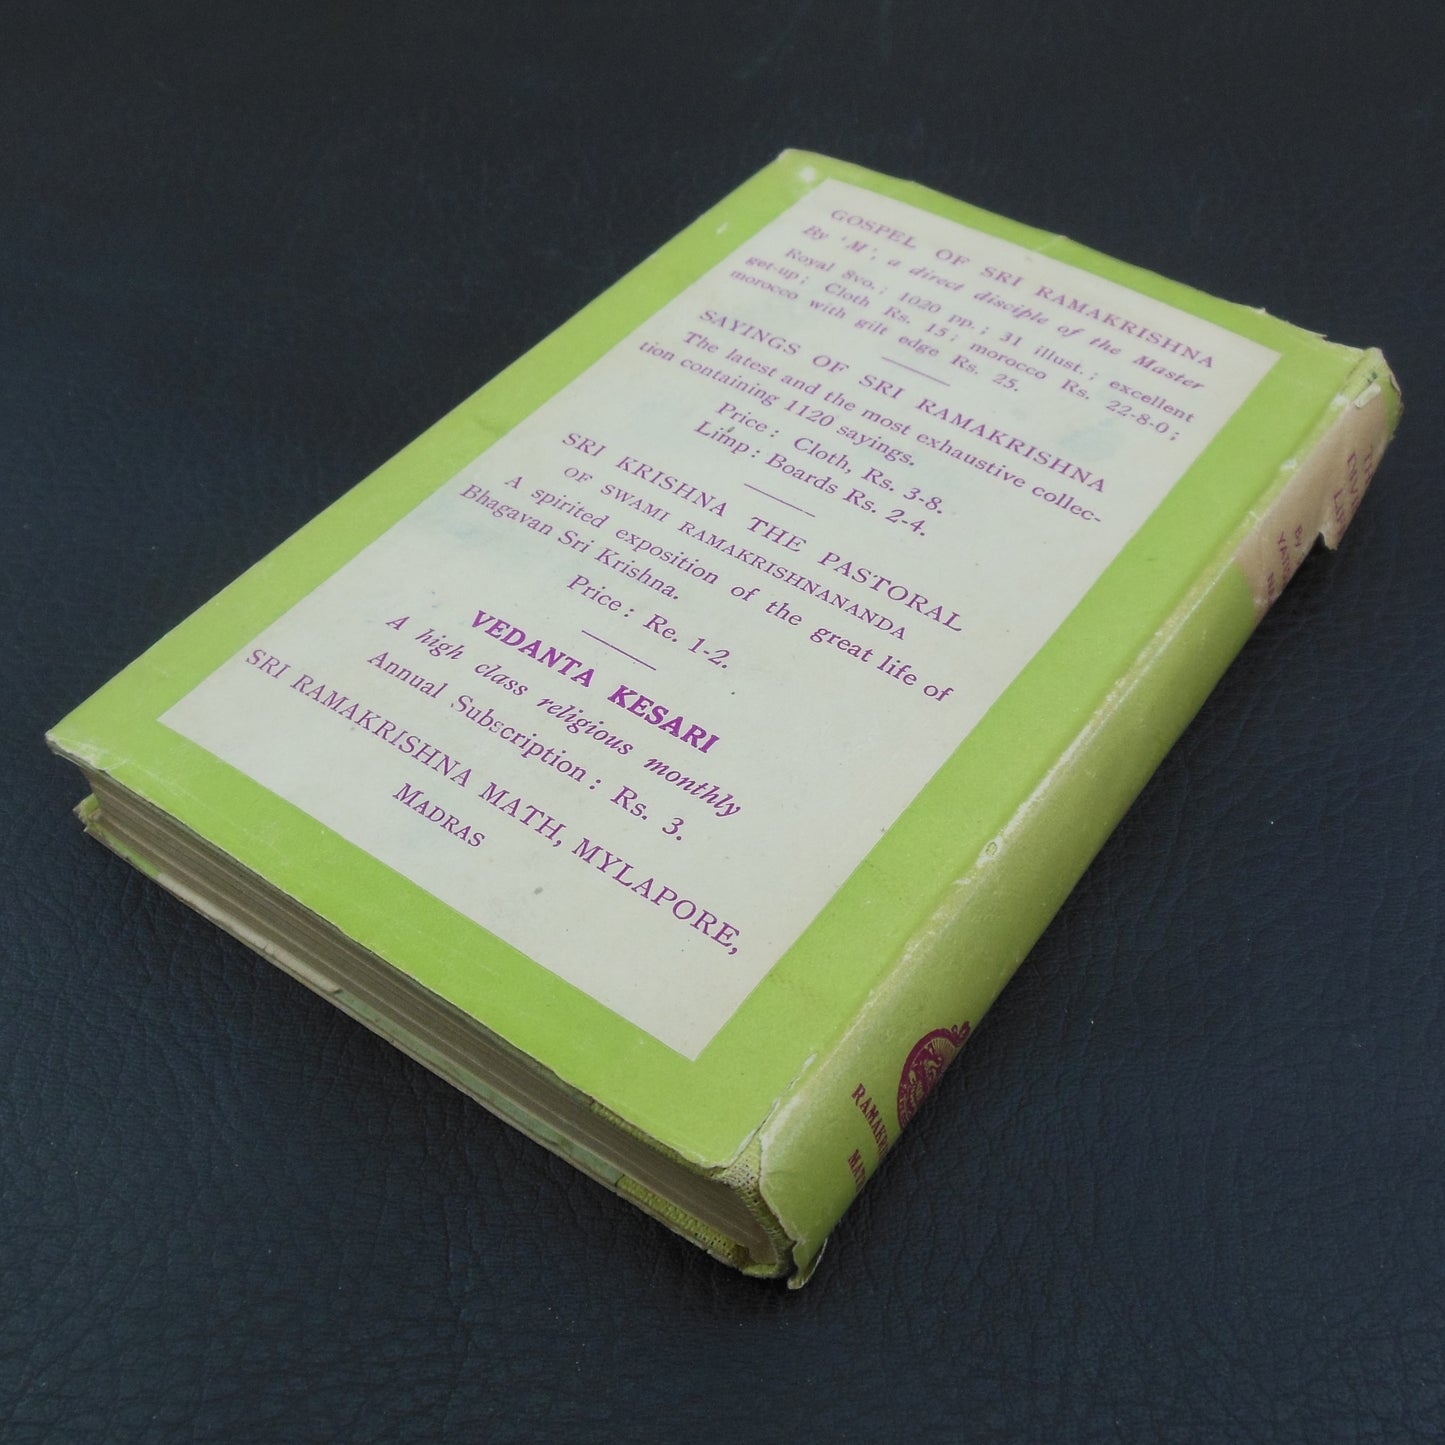 GOSPEL OF SRI RAMAKRISHNA
By ‘M’, a direct disciple of the Master
Royal 8vo.; 1020 pp.; 31 illust.; excellent
get-up; Cloth Rs. 15; morocco Rs. 22-8-0;
morocco with gilt edge Rs. 25.
SAYINGS OF SRI RAMAKRISHNA
The latest and the most exhaustive collec-
tion containing 1120 sayings.
Price: Cloth, Rs. 3-8.
Limp: Boards Rs. 2-4.
SRI KRISHNA THE PASTORAL
OF SWAMI RAMAKRISHNANANDA
A spirited exposition of the great life of
Bhagavan Sri Krishna.
Price: Re. 1-2.
VEDANTA KESARI
A high class religious monthly
Annual Subscription: Rs. 3.
SRI RAMAKRISHNA MATH, MYLAPORE,
MADRAS
BY